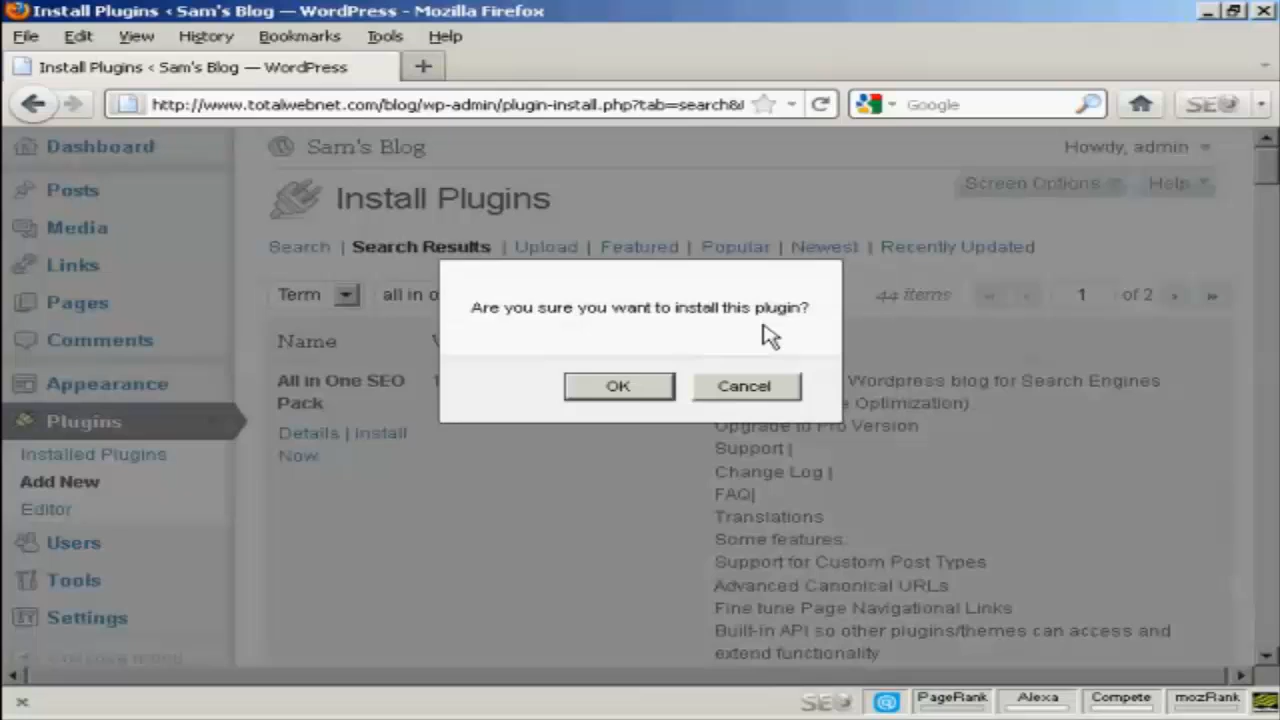 Install Plugins < Sam's Blog — WordPress - Mozilla Firefox
File Edit View History Bookmarks Tools Help
Install Plugins < Sam's Blog — WordPress
http://www.totalwebnet.com/blog/wp-admin/plugin-install.php?tab=search&
Google
SEO
Dashboard
Posts
Media
Links
Pages
Comments
Appearance
Plugins
Installed Plugins
Add New
Editor
Users
Tools
Settings
Sam's Blog
Howdy, admin
Install Plugins
Screen Options
Help
Search | Search Results | Upload | Featured | Popular | Newest | Recently Updated
Term
all in o
44 items « ‹ 1 of 2 › »
Name
All in One SEO
Pack
Details | Install
Now
Are you sure you want to install this plugin?
OK Cancel
Wordpress blog for Search Engines
Optimization)
Upgrade to Pro Version
Support |
Change Log |
FAQ|
Translations
Some features:
Support for Custom Post Types
Advanced Canonical URLs
Fine tune Page Navigational Links
Built-in API so other plugins/themes can access and
extend functionality
SEO
PageRank Alexa Compete mozRank